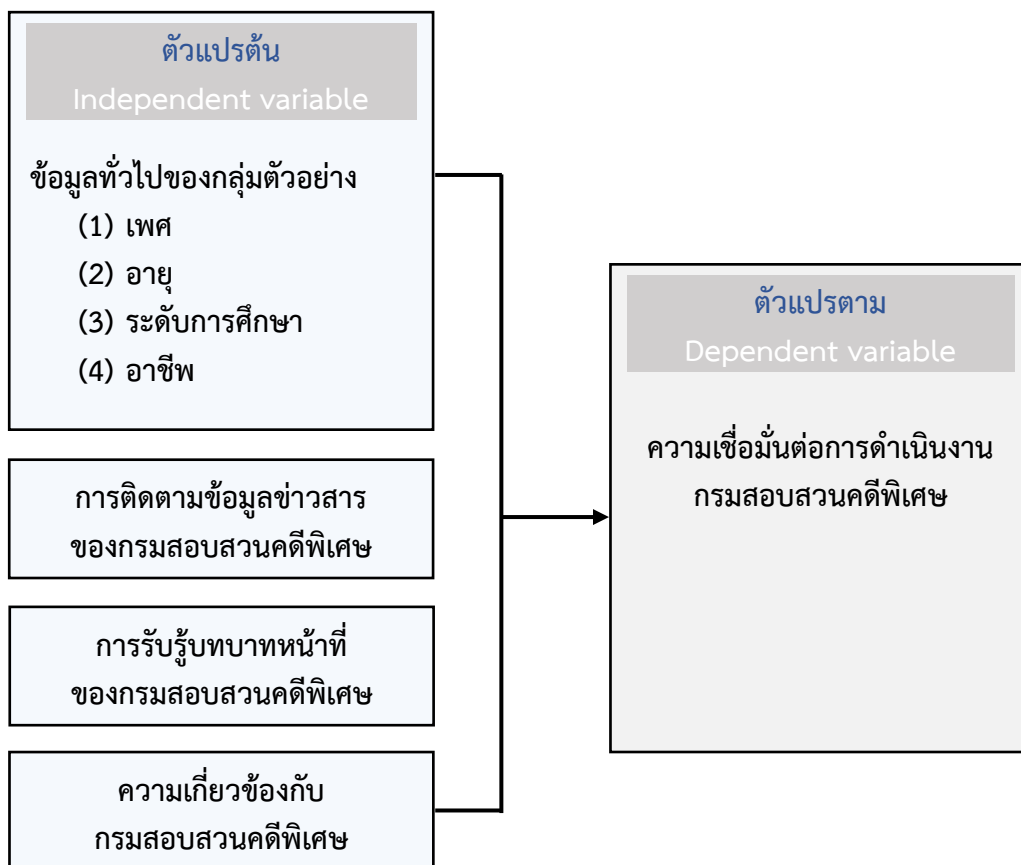 ตัวแปรต้น
Independent variable
ข้อมูลทั่วไปของกลุ่มตัวอย่าง
(1) เพศ
(2) อายุ
(3) ระดับการศึกษา
(4) อาชีพ
การติดตามข้อมูลข่าวสาร
ของกรมสอบสวนคดีพิเศษ
การรับรู้บทบาทหน้าที่
ของกรมสอบสวนคดีพิเศษ
ความเกี่ยวข้องกับ
กรมสอบสวนคดีพิเศษ
ตัวแปรตาม
Dependent variable
ความเชื่อมั่นต่อการดำเนินงาน
กรมสอบสวนคดีพิเศษ